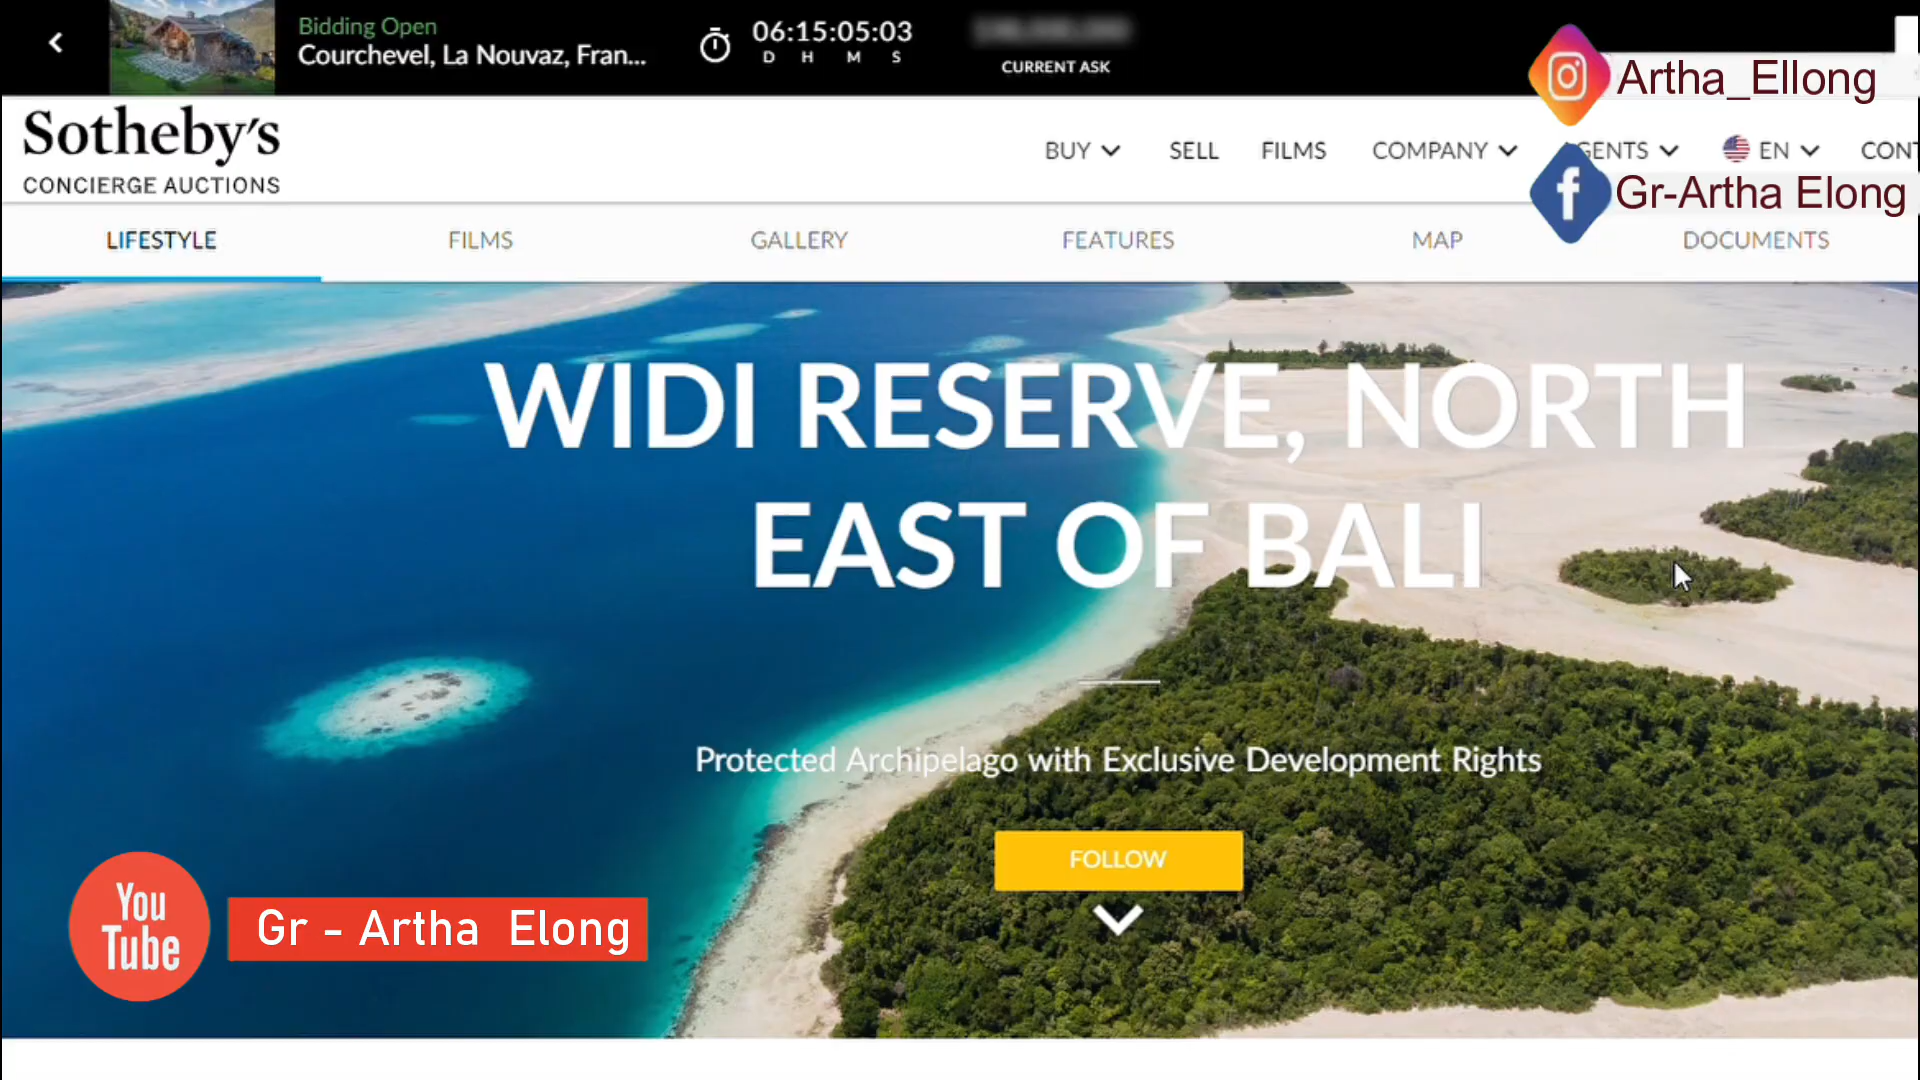 Bidding Open
Courchevel, La Nouvaz, Fran...
06:15:05:03
D H M S
CURRENT ASK
Artha_Ellong
Sotheby's
CONCIERGE AUCTIONS
BUY SELL FILMS COMPANY GENTS EN CONT
Gr-Artha Elong
LIFESTYLE FILMS GALLERY FEATURES MAP DOCUMENTS
WIDI RESERVE, NORTH
EAST OF BALI
Protected Archipelago with Exclusive Development Rights
FOLLOW
You
Tube
Gr - Artha Elong